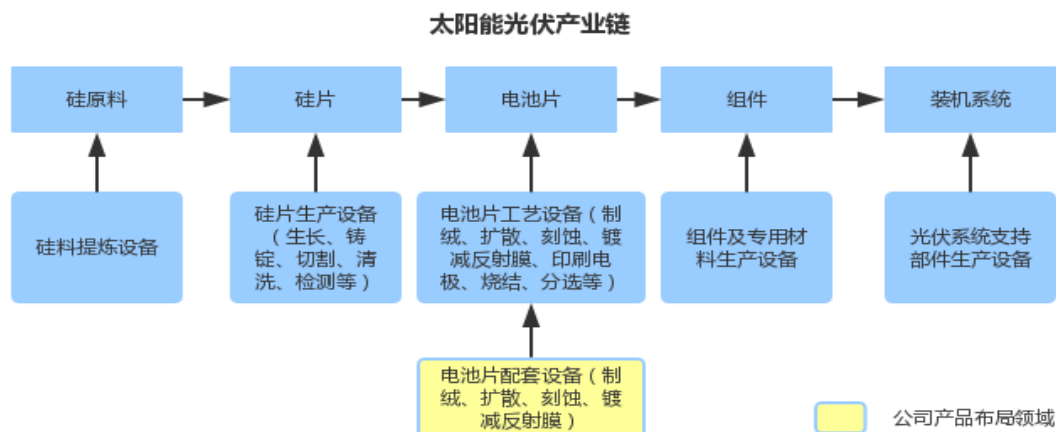 太阳能光伏产业链
硅原料
硅片
电池片
组件
装机系统
硅料提炼设备
硅片生产设备
（生长、铸
锭、切割、清
洗、检测等）
电池片工艺设备（制
绒、扩散、刻蚀、镀
减反射膜、印刷电
极、烧结、分选等）
组件及专用材
料生产设备
光伏系统支持
部件生产设备
电池片配套设备（制
绒、扩散、刻蚀、镀
减反射膜）
公司产品布局领域